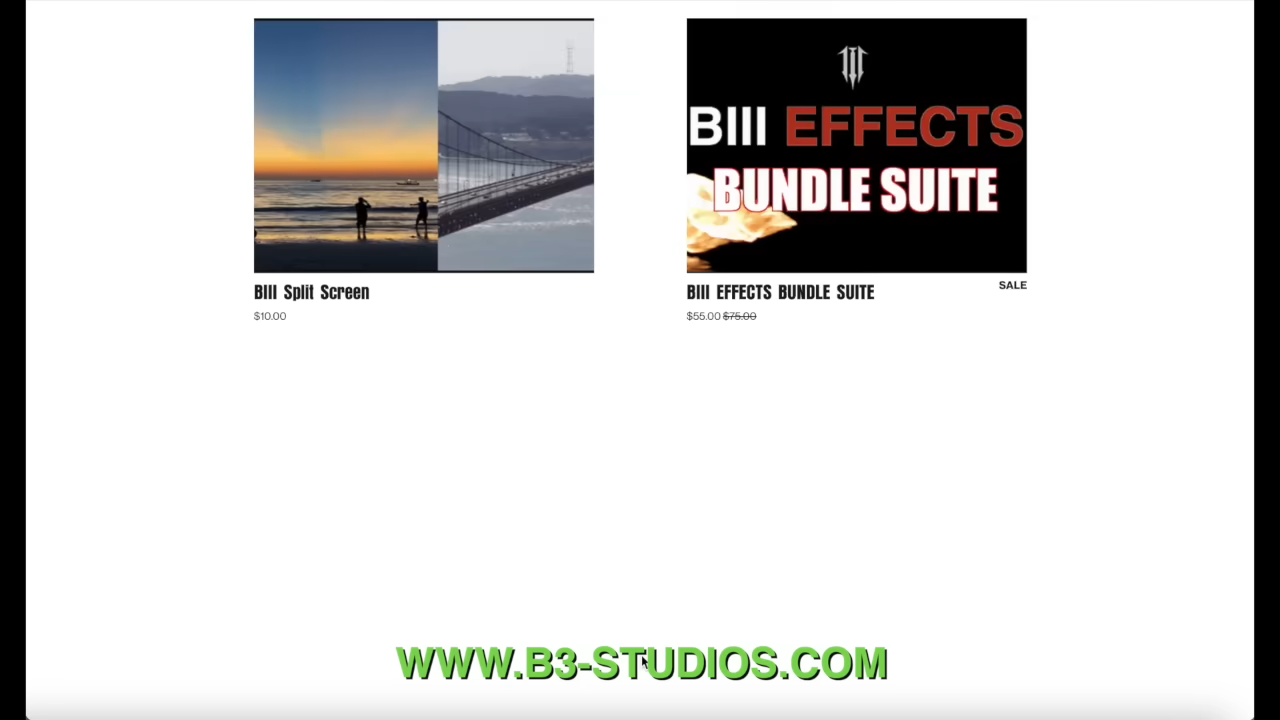 BIII EFFECTS
BUNDLE SUITE
BIII Split Screen
$10.00
BIII EFFECTS BUNDLE SUITE
SALE
$55.00 $75.00
WWW.B3-STUDIOS.COM